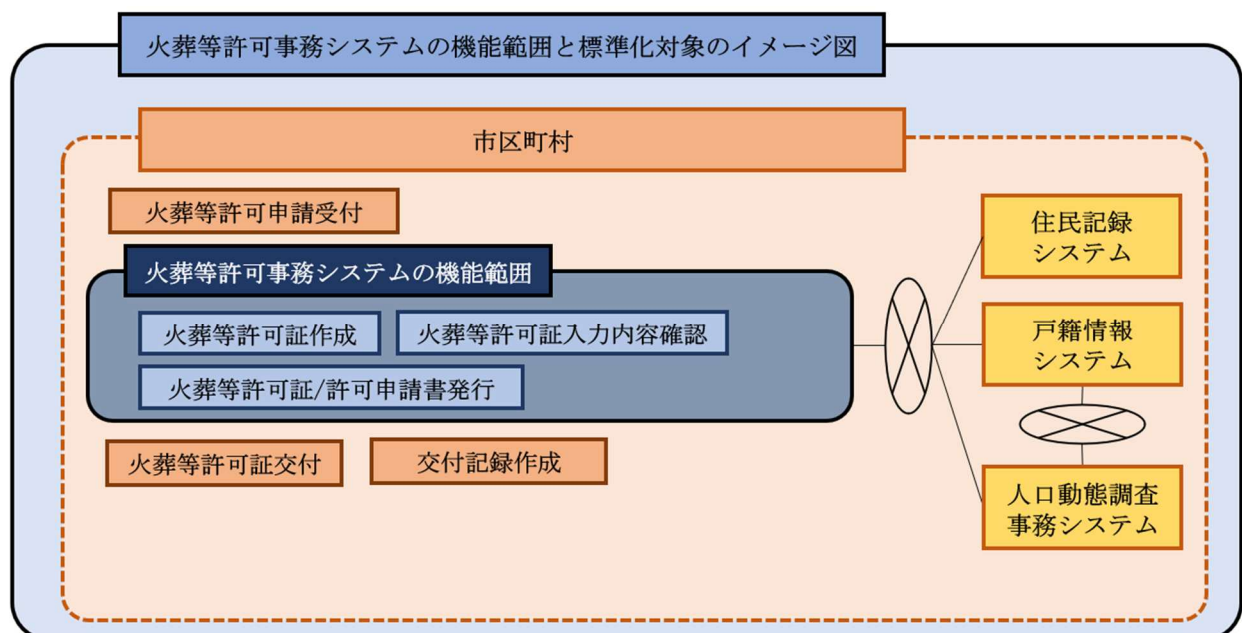 火葬等許可事務システムの機能範囲と標準化対象のイメージ図
市区町村
火葬等許可申請受付
火葬等許可事務システムの機能範囲
火葬等許可証作成
火葬等許可証入力内容確認
火葬等許可証/許可申請書発行
火葬等許可証交付
交付記録作成
住民記録
システム
戸籍情報
システム
人口動態調査
事務システム